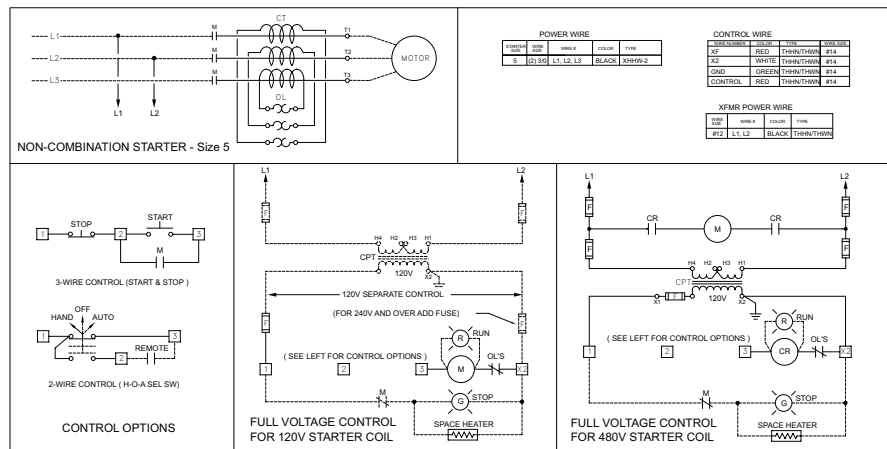 CT
M
T1
L1
M
T2
L2
MOTOR
M
T3
L3
OL
L1
L2
NON-COMBINATION STARTER - Size 5
POWER WIRE
STARTER SIZE WIRE SIZE WIRE # COLOR TYPE
5 (2) 3/0 L1, L2, L3 BLACK XHHW-2
CONTROL WIRE
WIRE NUMBER COLOR TYPE WIRE SIZE
XF RED THHN/THWN #14
X2 WHITE THHN/THWN #14
GND GREEN THHN/THWN #14
CONTROL RED THHN/THWN #14
XFMR POWER WIRE
WIRE SIZE WIRE # COLOR TYPE
#12 L1, L2 BLACK THHN/THWN
STOP
START
1
2
3
M
3-WIRE CONTROL (START & STOP )
OFF
HAND
AUTO
1
3
REMOTE
2
2-WIRE CONTROL ( H-O-A SEL SW)
CONTROL OPTIONS
L1
L2
F
F
H4 H2 H3 H1
CPT
120V
X2
120V SEPARATE CONTROL
(FOR 240V AND OVER ADD FUSE)
F
F
R
RUN
(SEE LEFT FOR CONTROL OPTIONS )
OL'S
1
2
3
M
X2
M
G
STOP
SPACE HEATER
FULL VOLTAGE CONTROL
FOR 120V STARTER COIL
L1
L2
F
F
CR
M
CR
F
F
H4 H2 H3 H1
CPT
X1
F
120V
X2
R
RUN
( SEE LEFT FOR CONTROL OPTIONS )
OL'S
1
2
3
CR
X2
M
G
STOP
SPACE HEATER
FULL VOLTAGE CONTROL
FOR 480V STARTER COIL